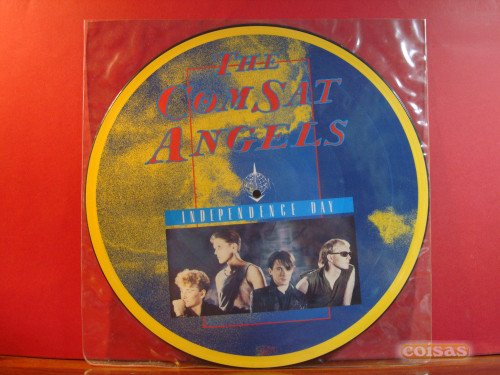 THE
COMSAT
ANGELS
INDEPENDENCE DAY
coisas